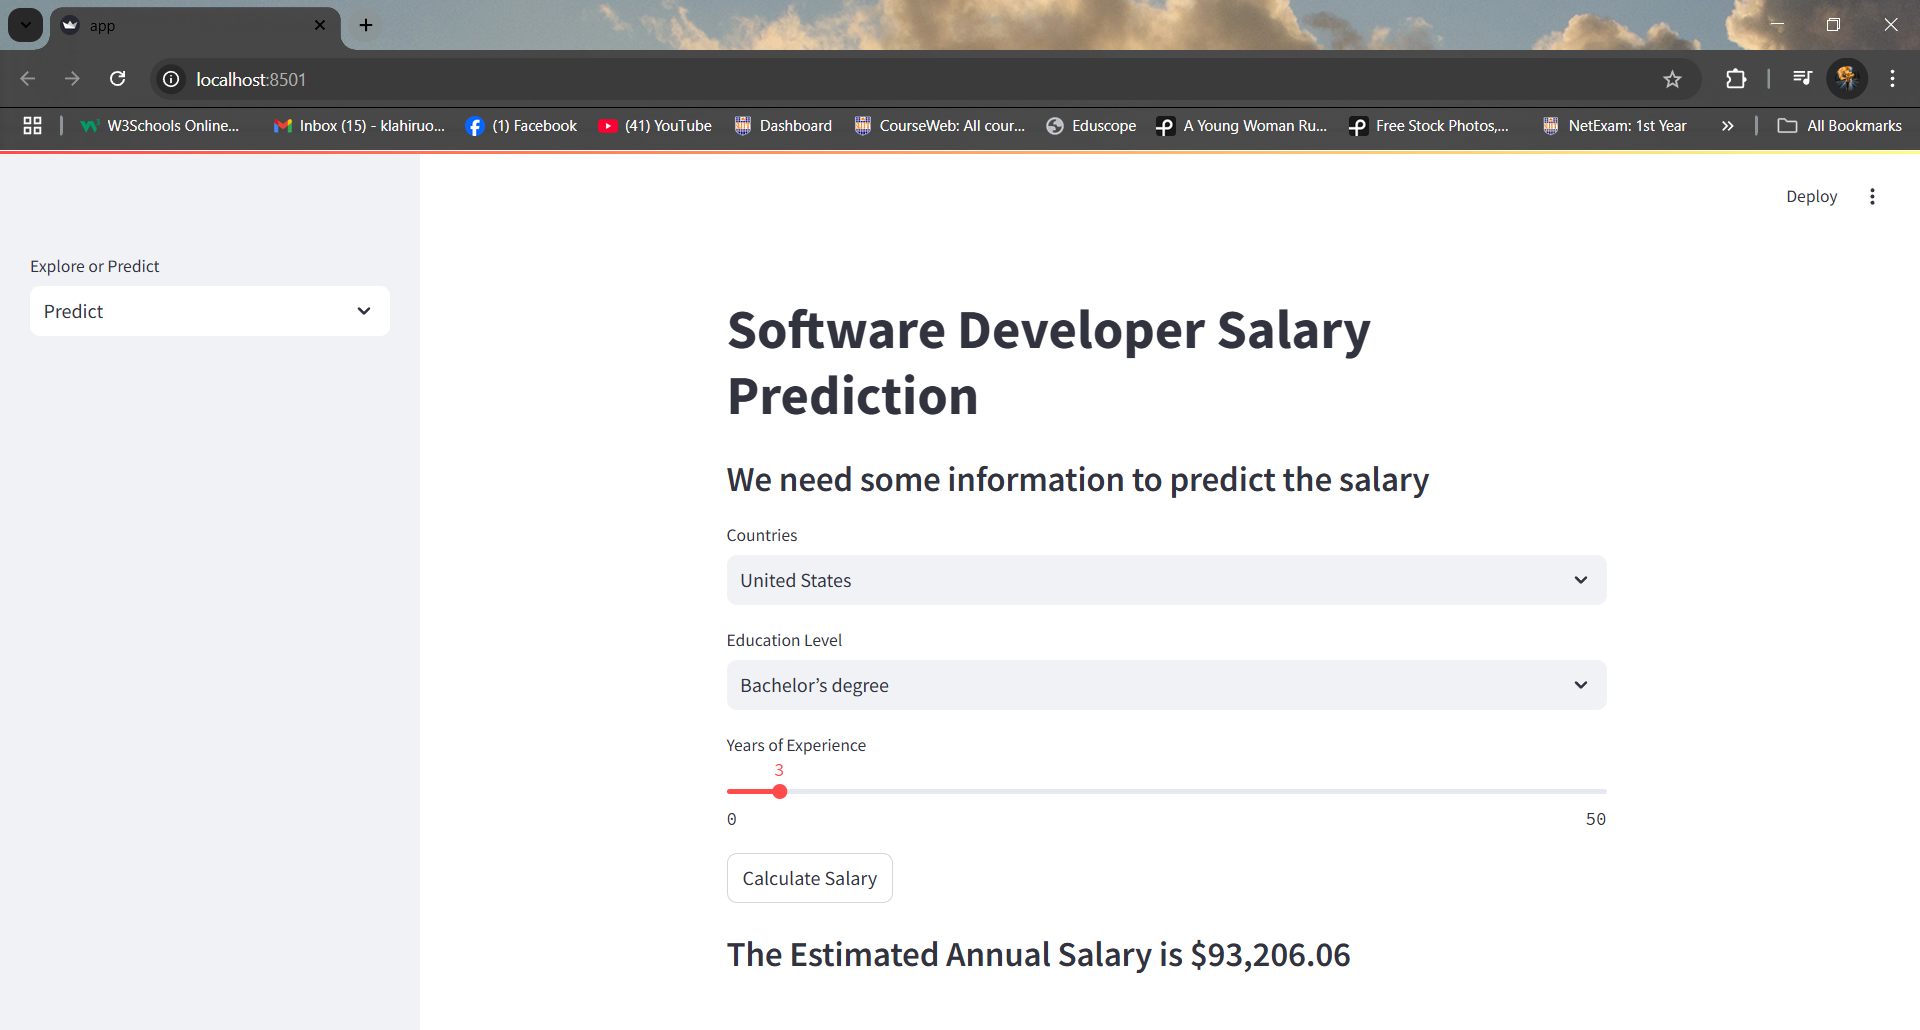 app
localhost:8501
W3Schools Online... Inbox (15) - klahiruo... (1) Facebook (41) YouTube Dashboard CourseWeb: All cour... Eduscope A Young Woman Ru... Free Stock Photos,... NetExam: 1st Year All Bookmarks
Deploy
Explore or Predict
Predict
Software Developer Salary
Prediction
We need some information to predict the salary
Countries
United States
Education Level
Bachelor’s degree
Years of Experience
3
0 50
Calculate Salary
The Estimated Annual Salary is $93,206.06